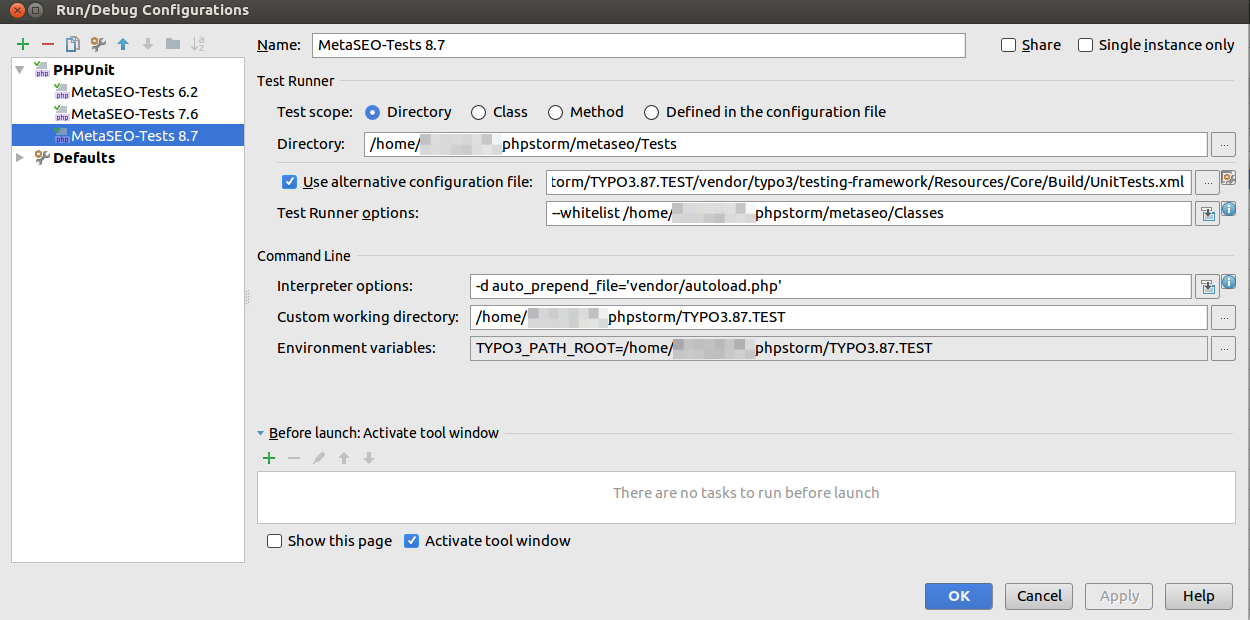 Run/Debug Configurations
Name: MetaSEO-Tests 8.7 Share Single instance only
PHPUnit
MetaSEO-Tests 6.2
MetaSEO-Tests 7.6
MetaSEO-Tests 8.7
Defaults
Test Runner
Test scope: Directory Class Method Defined in the configuration file
Directory: /home/ phpstorm/metaseo/Tests ...
Use alternative configuration file: torm/TYPO3.87.TEST/vendor/typo3/testing-framework/Resources/Core/Build/UnitTests.xml ...
Test Runner options: --whitelist /home/ phpstorm/metaseo/Classes
Command Line
Interpreter options: -d auto_prepend_file='vendor/autoload.php'
Custom working directory: /home/ phpstorm/TYPO3.87.TEST ...
Environment variables: TYPO3_PATH_ROOT=/home/ phpstorm/TYPO3.87.TEST ...
Before launch: Activate tool window
There are no tasks to run before launch
Show this page Activate tool window
OK Cancel Apply Help